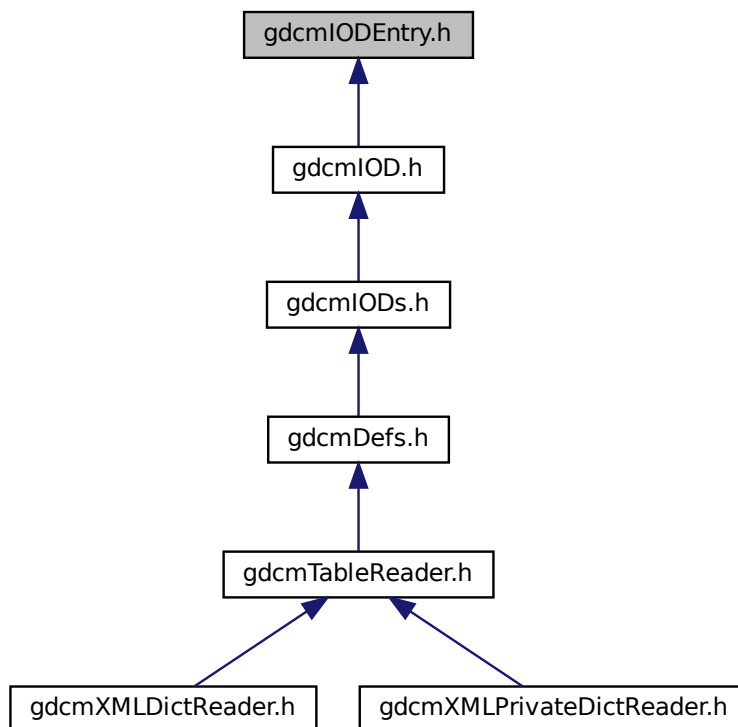 gdcmIODEntry.h
gdcmIOD.h
gdcmIODs.h
gdcmDefs.h
gdcmTableReader.h
gdcmXMLDictReader.h
gdcmXMLPrivateDictReader.h